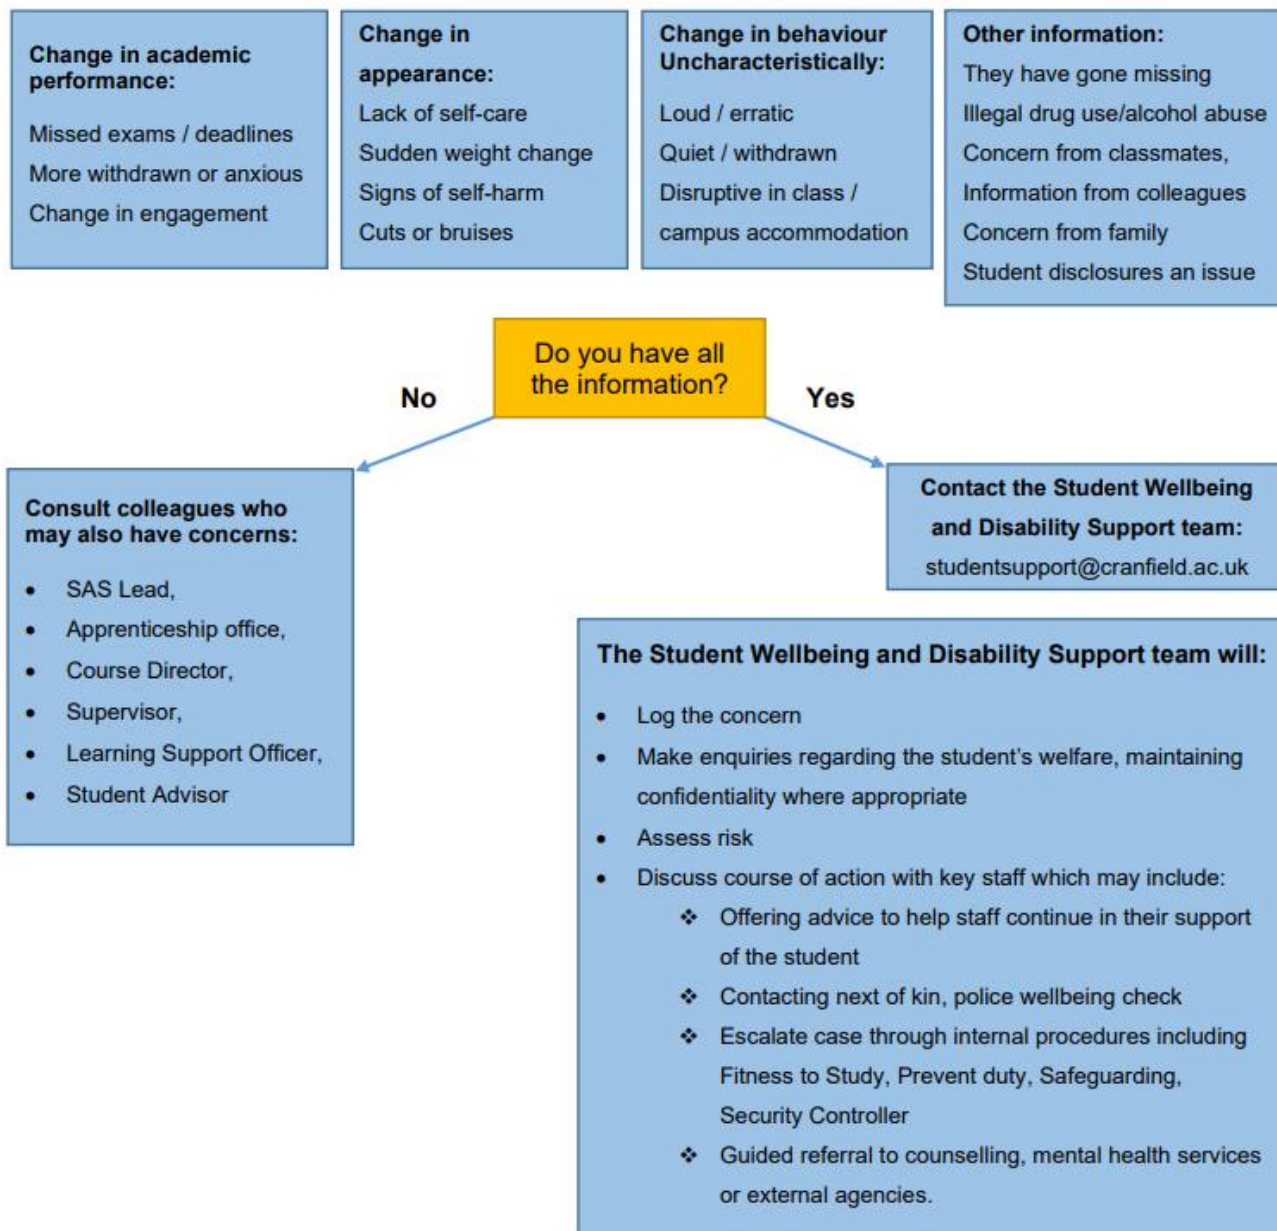 Change in academic
performance:
Missed exams / deadlines
More withdrawn or anxious
Change in engagement
Change in
appearance:
Lack of self-care
Sudden weight change
Signs of self-harm
Cuts or bruises
Change in behaviour
Uncharacteristically:
Loud / erratic
Quiet / withdrawn
Disruptive in class /
campus accommodation
Other information:
They have gone missing
Illegal drug use/alcohol abuse
Concern from classmates,
Information from colleagues
Concern from family
Student disclosures an issue
Do you have all
the information?
No
Yes
Consult colleagues who
may also have concerns:
• SAS Lead,
• Apprenticeship office,
• Course Director,
• Supervisor,
• Learning Support Officer,
• Student Advisor
Contact the Student Wellbeing
and Disability Support team:
studentsupport@cranfield.ac.uk
The Student Wellbeing and Disability Support team will:
• Log the concern
• Make enquiries regarding the student’s welfare, maintaining
confidentiality where appropriate
• Assess risk
• Discuss course of action with key staff which may include:
❖ Offering advice to help staff continue in their support
of the student
❖ Contacting next of kin, police wellbeing check
❖ Escalate case through internal procedures including
Fitness to Study, Prevent duty, Safeguarding,
Security Controller
❖ Guided referral to counselling, mental health services
or external agencies.